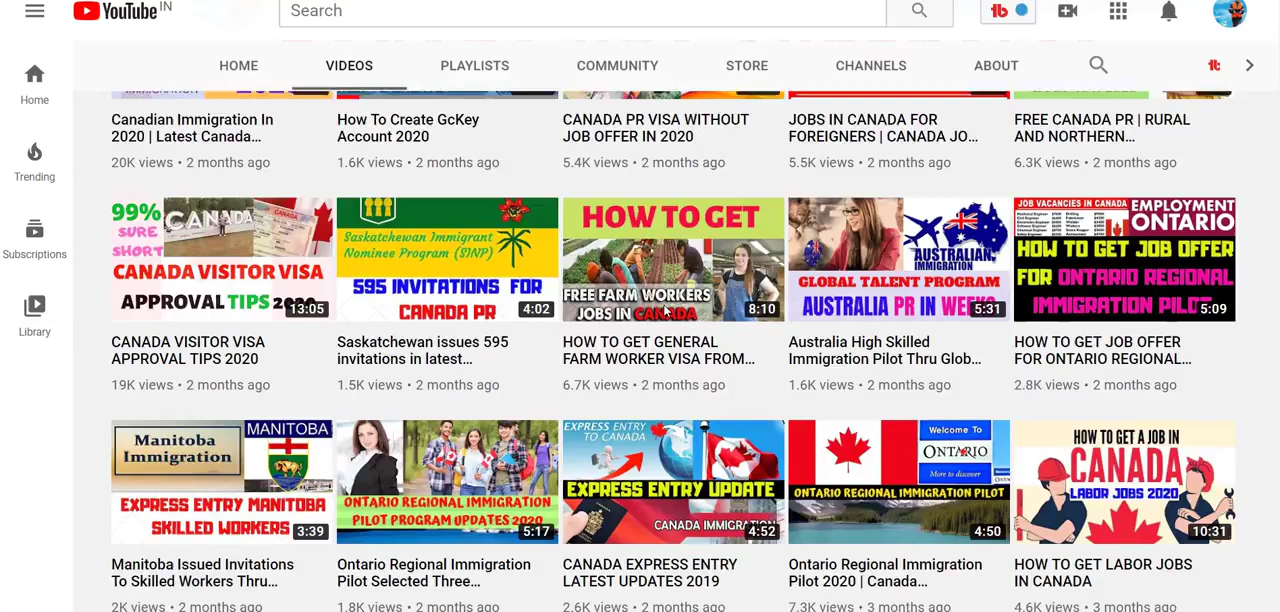 YouTube IN
Search
HOME VIDEOS PLAYLISTS COMMUNITY STORE CHANNELS ABOUT
Home
Trending
Subscriptions
Library
Canadian Immigration In
2020 | Latest Canada...
20K views • 2 months ago
How To Create GcKey
Account 2020
1.6K views • 2 months ago
CANADA PR VISA WITHOUT
JOB OFFER IN 2020
5.4K views • 2 months ago
JOBS IN CANADA FOR
FOREIGNERS | CANADA JO...
5.5K views • 2 months ago
FREE CANADA PR | RURAL
AND NORTHERN...
6.3K views • 2 months ago
99%
SURE
SHORT
CANADA
CANADA VISITOR VISA
APPROVAL TIPS
13:05
CANADA VISITOR VISA
APPROVAL TIPS 2020
19K views • 2 months ago
Saskatchewan Immigrant
Nominee Program (SINP)
595 INVITATIONS FOR
CANADA PR
4:02
Saskatchewan issues 595
invitations in latest...
1.5K views • 2 months ago
HOW TO GET
FREE FARM WORKERS
JOBS IN CANADA
8:10
HOW TO GET GENERAL
FARM WORKER VISA FROM...
6.7K views • 2 months ago
AUSTRALIAN
IMMIGRATION
GLOBAL TALENT PROGRAM
AUSTRALIA PR IN WEEKS
5:31
Australia High Skilled
Immigration Pilot Thru Glob...
1.6K views • 2 months ago
JOB VACANCIES IN CANADA
EMPLOYMENT
ONTARIO
HOW TO GET JOB OFFER
FOR ONTARIO REGIONAL
IMMIGRATION PILOT
5:09
HOW TO GET JOB OFFER
FOR ONTARIO REGIONAL...
2.8K views • 2 months ago
Manitoba
Immigration
MANITOBA
EXPRESS ENTRY MANITOBA
SKILLED WORKERS
3:39
Manitoba Issued Invitations
To Skilled Workers Thru...
2K views • 2 months ago
ONTARIO REGIONAL IMMIGRATION
PILOT PROGRAM UPDATES 2020
5:17
Ontario Regional Immigration
Pilot Selected Three...
1.8K views • 2 months ago
EXPRESS ENTRY
TO CANADA
EXPRESS ENTRY UPDATE
CANADA IMMIGRATION
4:52
CANADA EXPRESS ENTRY
LATEST UPDATES 2019
2.6K views • 2 months ago
Welcome To
ONTARIO
More to discover
ONTARIO REGIONAL IMMIGRATION PILOT
4:50
Ontario Regional Immigration
Pilot 2020 | Canada...
7.3K views • 3 months ago
HOW TO GET A JOB IN
CANADA
LABOR JOBS 2020
10:31
HOW TO GET LABOR JOBS
IN CANADA
4.6K views • 3 months ago